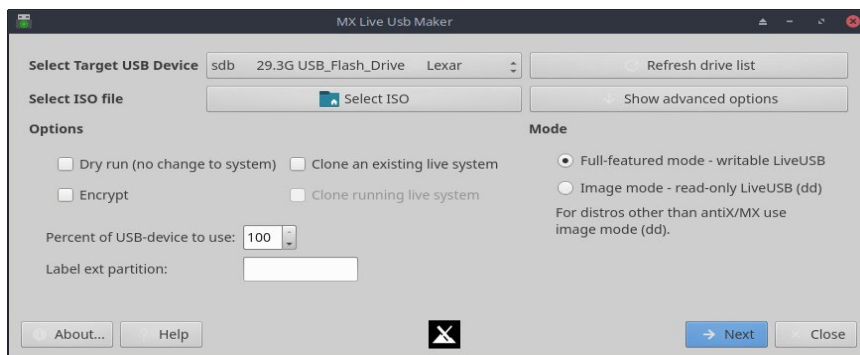 MX Live Usb Maker
Select Target USB Device sdb 29.3G USB_Flash_Drive Lexar Refresh drive list
Select ISO file Select ISO Show advanced options
Options Mode
Dry run (no change to system) Clone an existing live system Full-featured mode - writable LiveUSB
Encrypt Clone running live system Image mode - read-only LiveUSB (dd)
For distros other than antiX/MX use
image mode (dd).
Percent of USB-device to use: 100
Label ext partition:
About... Help Next Close